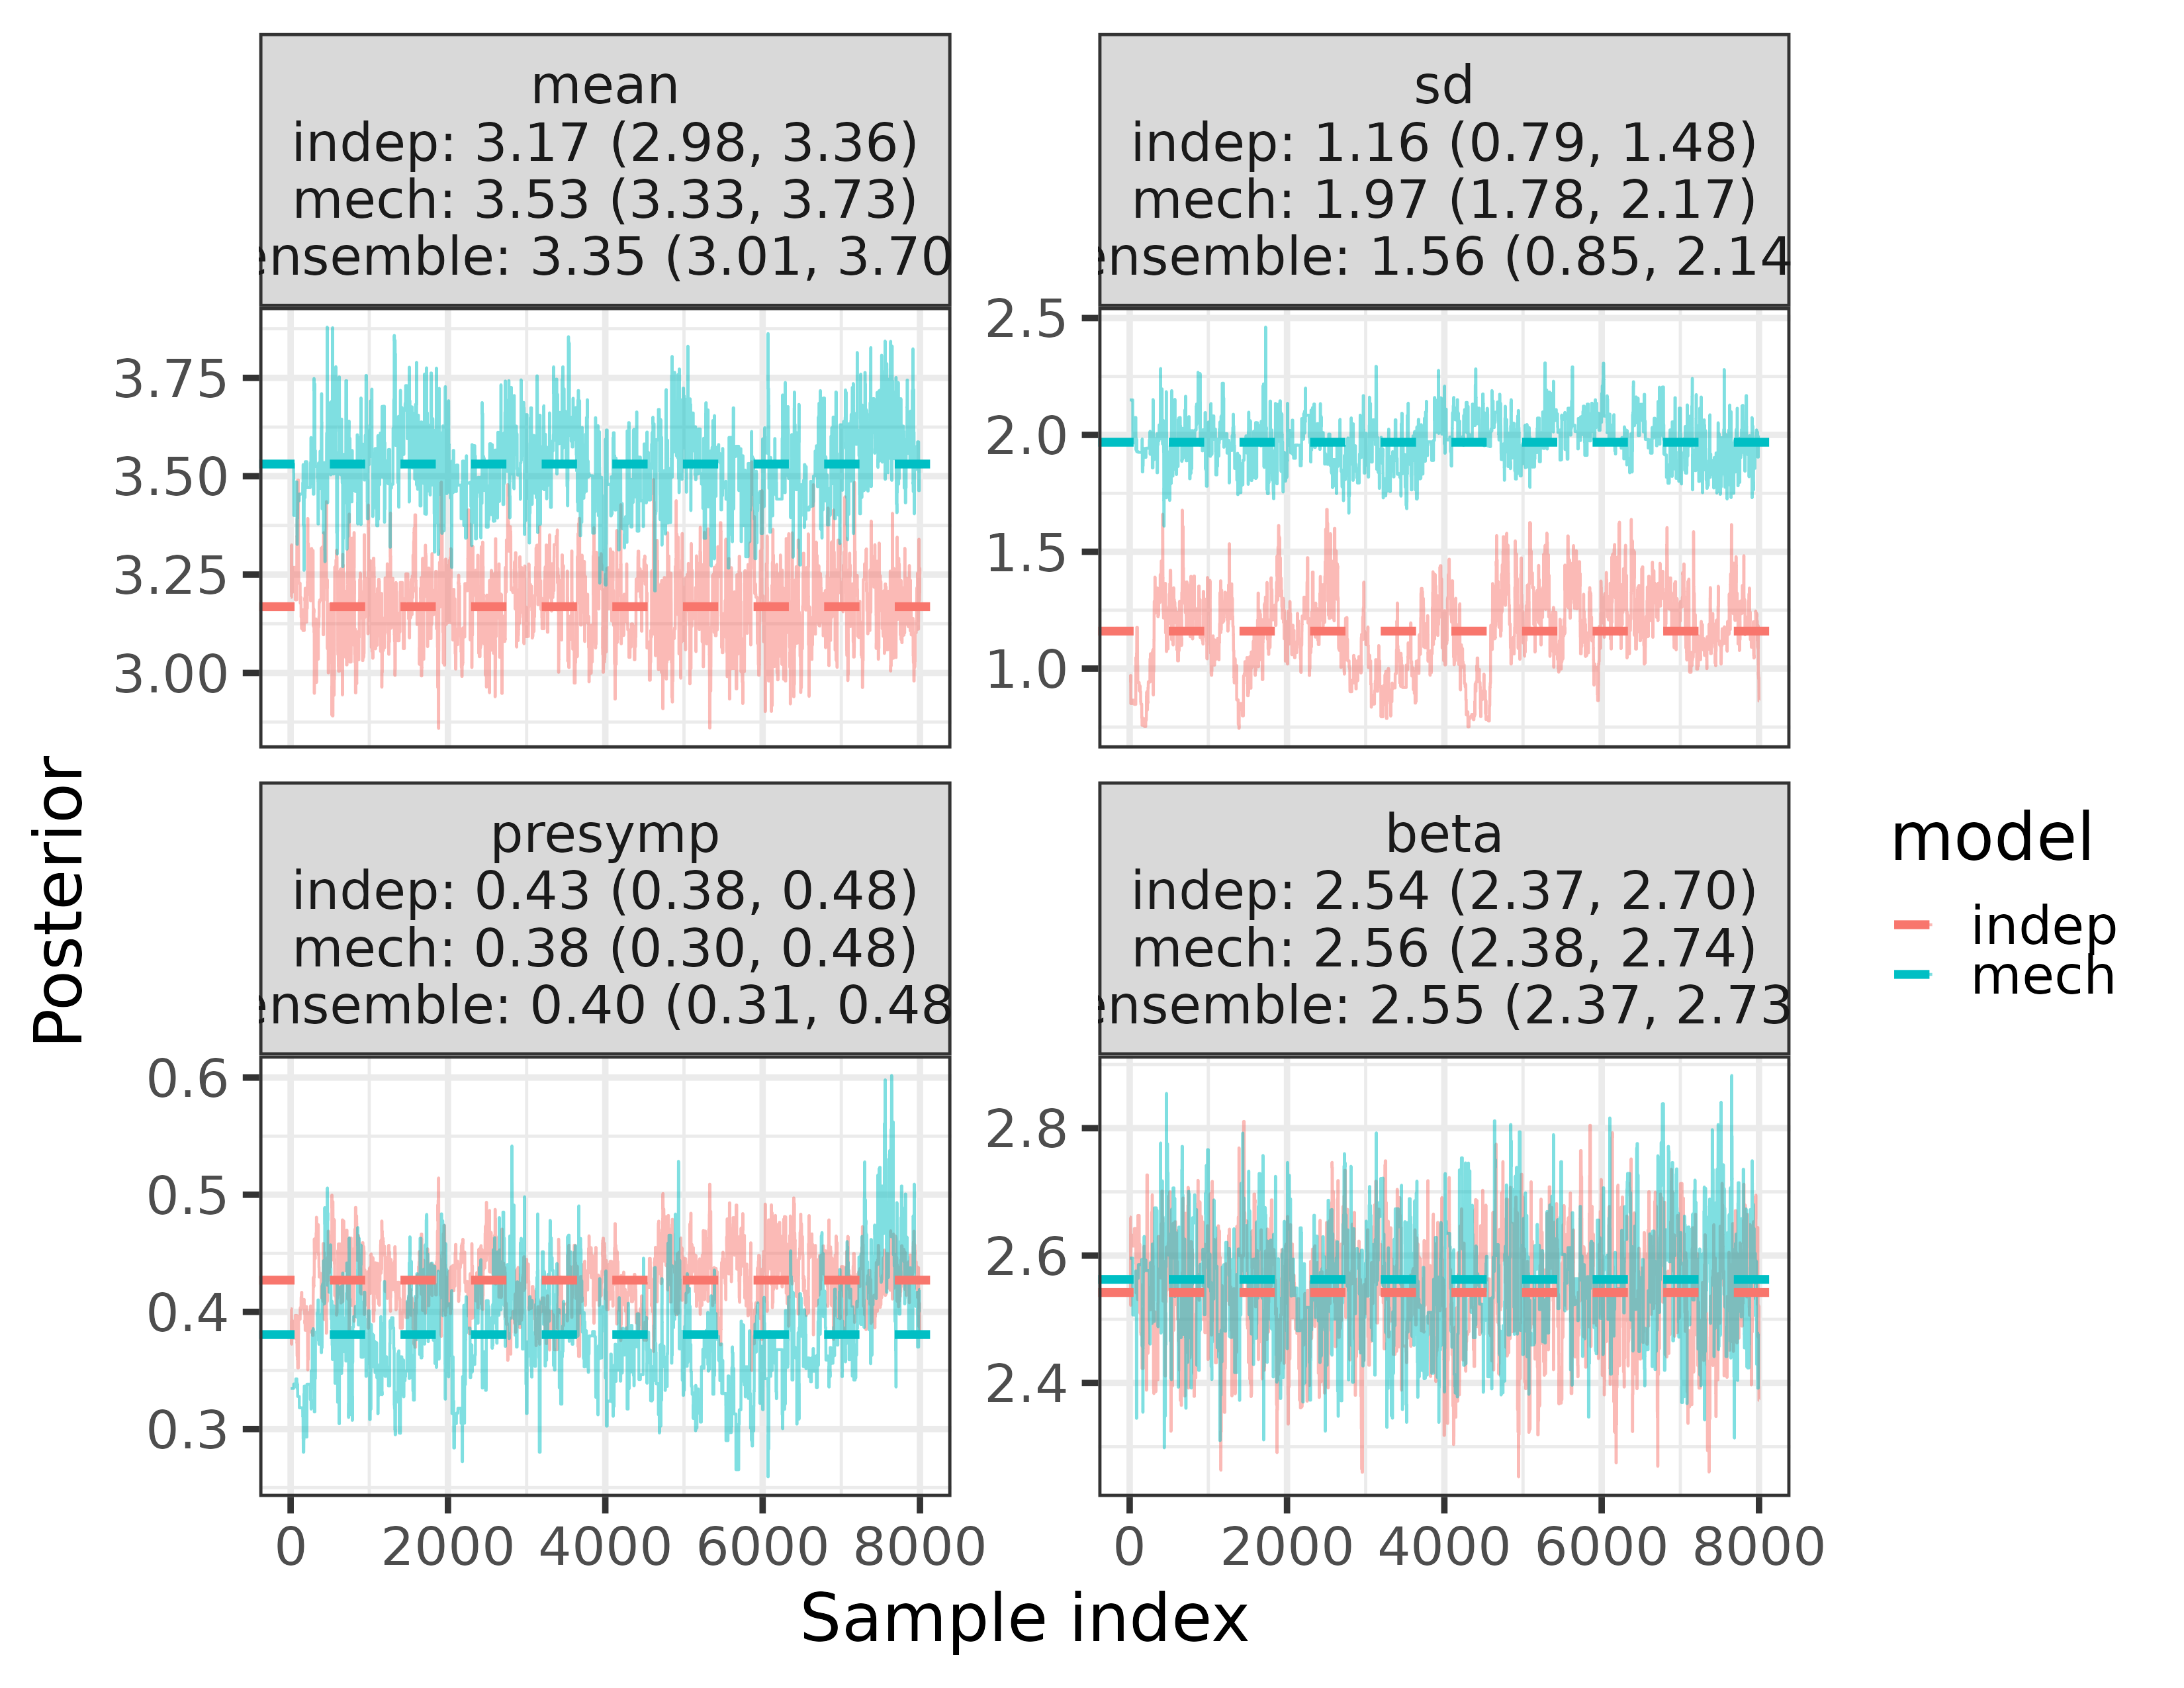 mean
indep: 3.17 (2.98, 3.36)
mech: 3.53 (3.33, 3.73)
ensemble: 3.35 (3.01, 3.70
sd
indep: 1.16 (0.79, 1.48)
mech: 1.97 (1.78, 2.17)
ensemble: 1.56 (0.85, 2.14
3.75
3.50
3.25
3.00
2.5
2.0
1.5
1.0
presymp
indep: 0.43 (0.38, 0.48)
mech: 0.38 (0.30, 0.48)
ensemble: 0.40 (0.31, 0.48
beta
indep: 2.54 (2.37, 2.70)
mech: 2.56 (2.38, 2.74)
ensemble: 2.55 (2.37, 2.73
0.6
0.5
0.4
0.3
2.8
2.6
2.4
0 2000 4000 6000 8000
0 2000 4000 6000 8000
Sample index
Posterior
model
indep
mech